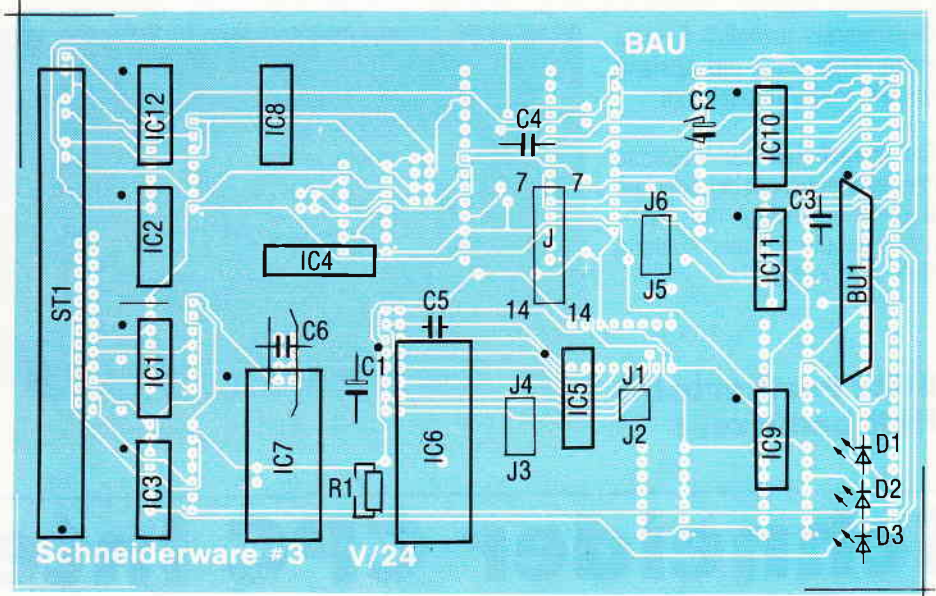 BAU
IC12
IC8
C4
C2
IC10
7 7
IC2
J
J6
C3
IC11
BU1
IC4
ST1
J5
C5
14 14
C6
IC1
C1
J4
IC5
J1
IC7
IC6
J2
IC9
D1
J3
IC3
R1
D2
D3
Schneiderware #3 V/24